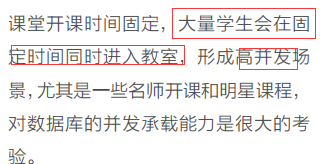 课堂开课时间固定，大量学生会在固
定时间同时进入教室，形成高并发场
景，尤其是一些名师开课和明星课程，
对数据库的并发承载能力是很大的考
验。